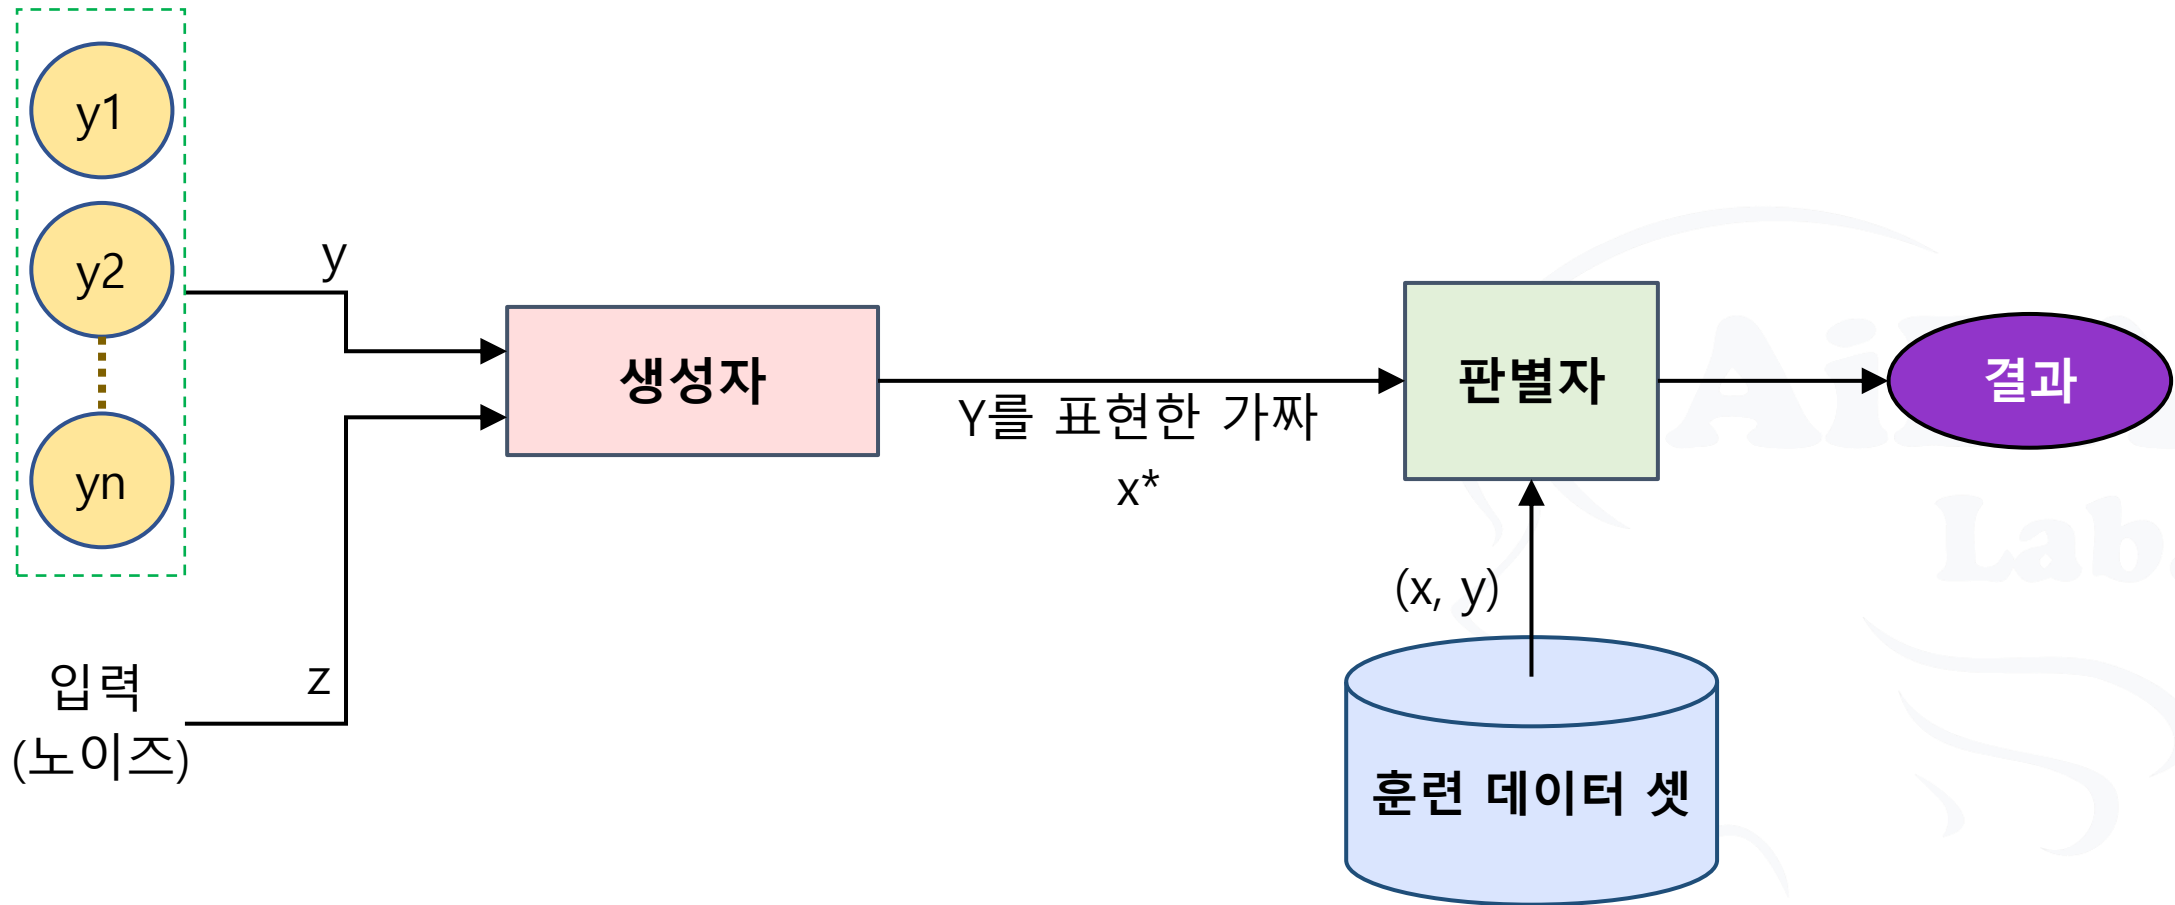 y1
y2
yn
y
입력
(노이즈)
z
생성자
Y를 표현한 가짜
x*
판별자
결과
(x, y)
훈련 데이터 셋
Lab